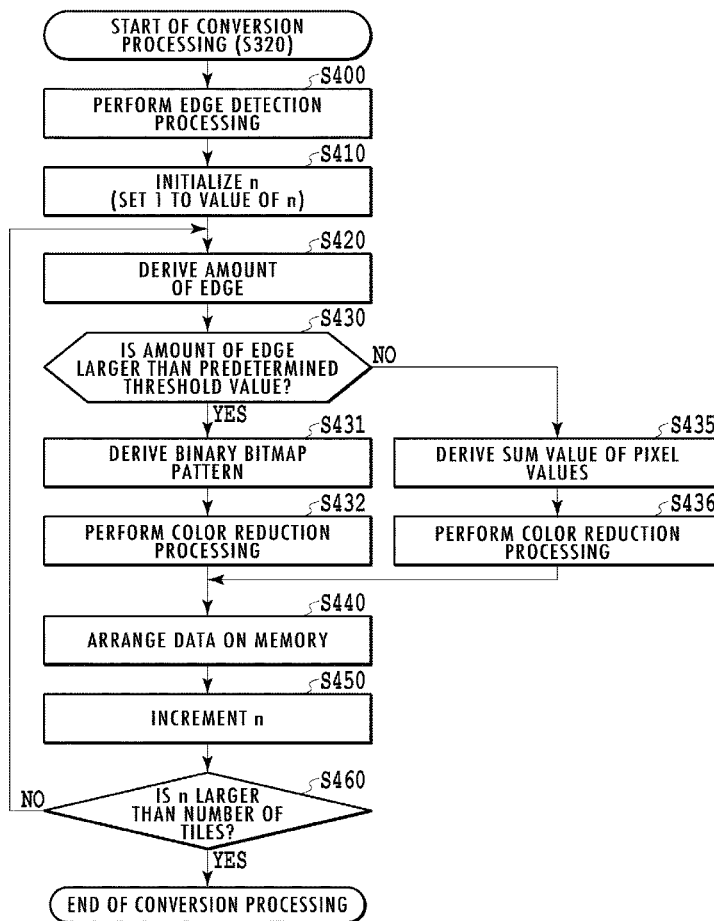 START OF CONVERSION
PROCESSING (S320)
S400
PERFORM EDGE DETECTION
PROCESSING
S410
INITIALIZE n
(SET 1 TO VALUE OF n)
S420
DERIVE AMOUNT
OF EDGE
S430
IS AMOUNT OF EDGE
LARGER THAN PREDETERMINED
THRESHOLD VALUE?
NO
YES
S431
DERIVE BINARY BITMAP
PATTERN
S435
DERIVE SUM VALUE OF PIXEL
VALUES
S432
PERFORM COLOR REDUCTION
PROCESSING
S436
PERFORM COLOR REDUCTION
PROCESSING
S440
ARRANGE DATA ON MEMORY
S450
INCREMENT n
S460
IS n LARGER
THAN NUMBER OF
TILES?
NO
YES
END OF CONVERSION PROCESSING